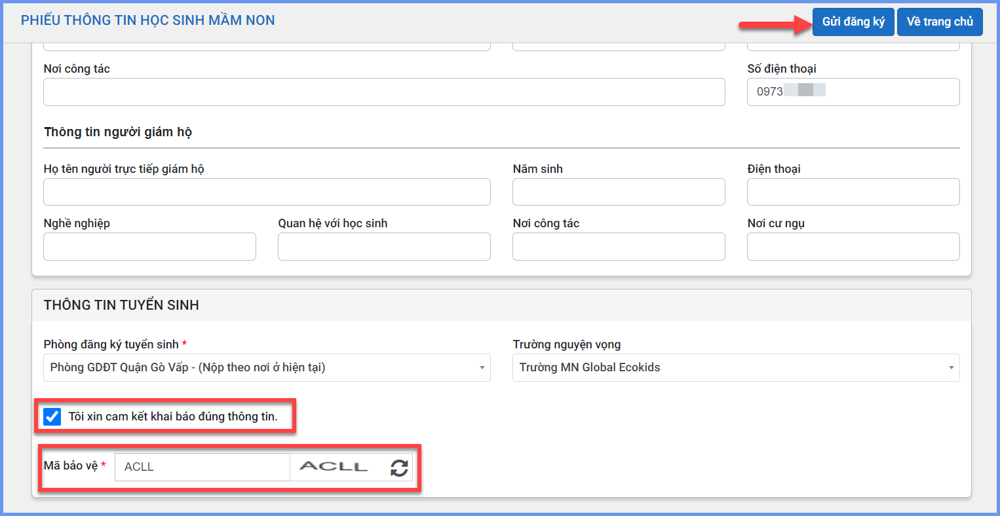 PHIẾU THÔNG TIN HỌC SINH MẦM NON
Gửi đăng ký
Về trang chủ
Nơi công tác
Số điện thoại
0973
Thông tin người giám hộ
Họ tên người trực tiếp giám hộ
Năm sinh
Điện thoại
Nghề nghiệp
Quan hệ với học sinh
Nơi công tác
Nơi cư ngụ
THÔNG TIN TUYỂN SINH
Phòng đăng ký tuyển sinh *
Trường nguyện vọng
Phòng GDĐT Quận Gò Vấp - (Nộp theo nơi ở hiện tại)
Trường MN Global Ecokids
Tôi xin cam kết khai báo đúng thông tin.
Mã bảo vệ *
ACLL
ACLL